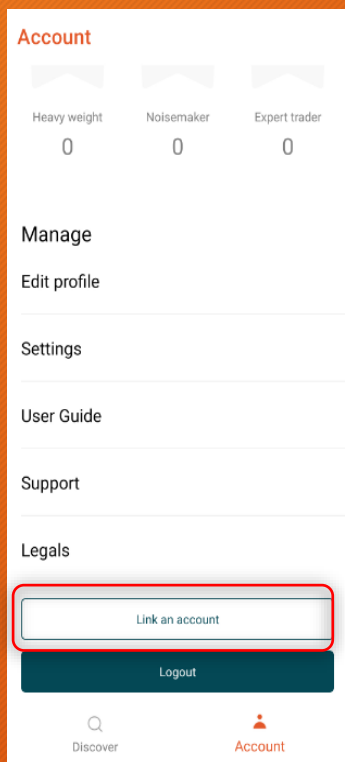 Account
Heavy weight Noisemaker Expert trader
0 0 0
Manage
Edit profile
Settings
User Guide
Support
Legals
Link an account
Logout
Discover Account